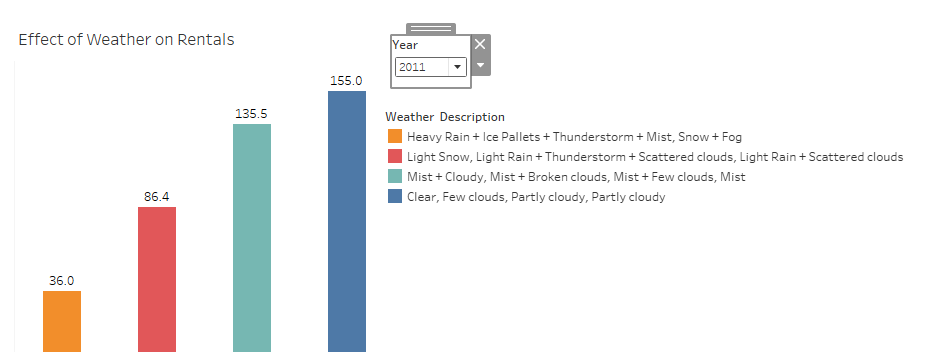 Effect of Weather on Rentals
Year
2011
155.0
135.5
86.4
36.0
Weather Description
Heavy Rain + Ice Pallets + Thunderstorm + Mist, Snow + Fog
Light Snow, Light Rain + Thunderstorm + Scattered clouds, Light Rain + Scattered clouds
Mist + Cloudy, Mist + Broken clouds, Mist + Few clouds, Mist
Clear, Few clouds, Partly cloudy, Partly cloudy